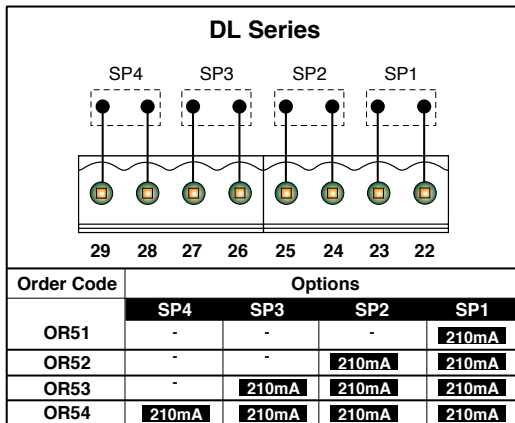 DL Series
SP4 SP3 SP2 SP1
29 28 27 26 25 24 23 22
Order Code Options
SP4 SP3 SP2 SP1
OR51 - - - 210mA
OR52 - - 210mA 210mA
OR53 - 210mA 210mA 210mA
OR54 210mA 210mA 210mA 210mA